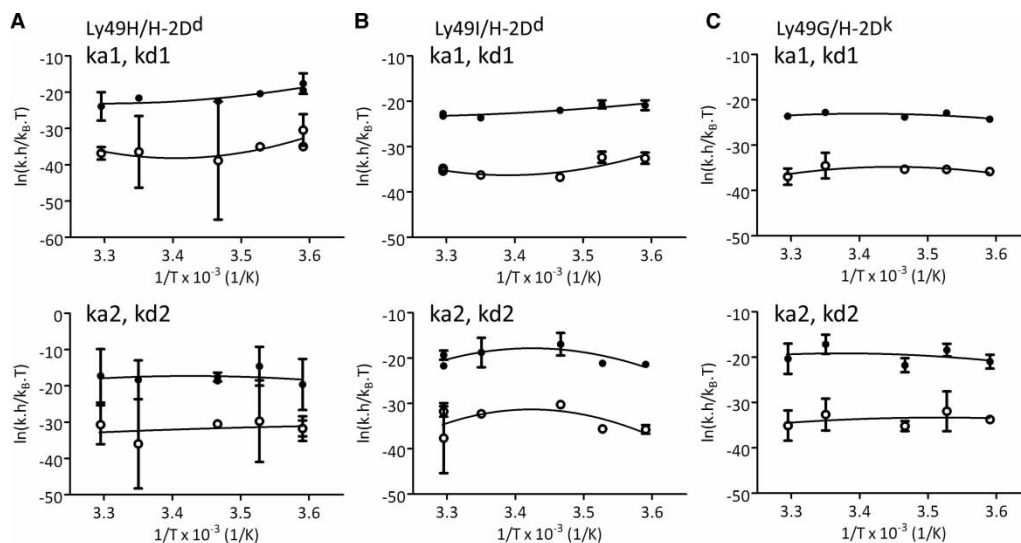 A
Ly49H/H-2Dd
ka1, kd1
ln(k.h/kB.T)
-10
-20
-30
-40
-50
-60
3.3
3.4
3.5
3.6
1/T x 10-3 (1/K)
B
Ly49I/H-2Dd
ka1, kd1
ln(k.h/kB.T)
-10
-20
-30
-40
-50
3.3
3.4
3.5
3.6
1/T x 10-3 (1/K)
C
Ly49G/H-2Dk
ka1, kd1
ln(k.h/kB.T)
-10
-20
-30
-40
-50
3.3
3.4
3.5
3.6
1/T x 10-3 (1/K)
ka2, kd2
ln(k.h/kB.T)
0
-10
-20
-30
-40
-50
3.3
3.4
3.5
3.6
1/T x 10-3 (1/K)
ka2, kd2
ln(k.h/kB.T)
-10
-20
-30
-40
-50
3.3
3.4
3.5
3.6
1/T x 10-3 (1/K)
ka2, kd2
ln(k.h/kB.T)
-10
-20
-30
-40
-50
3.3
3.4
3.5
3.6
1/T x 10-3 (1/K)